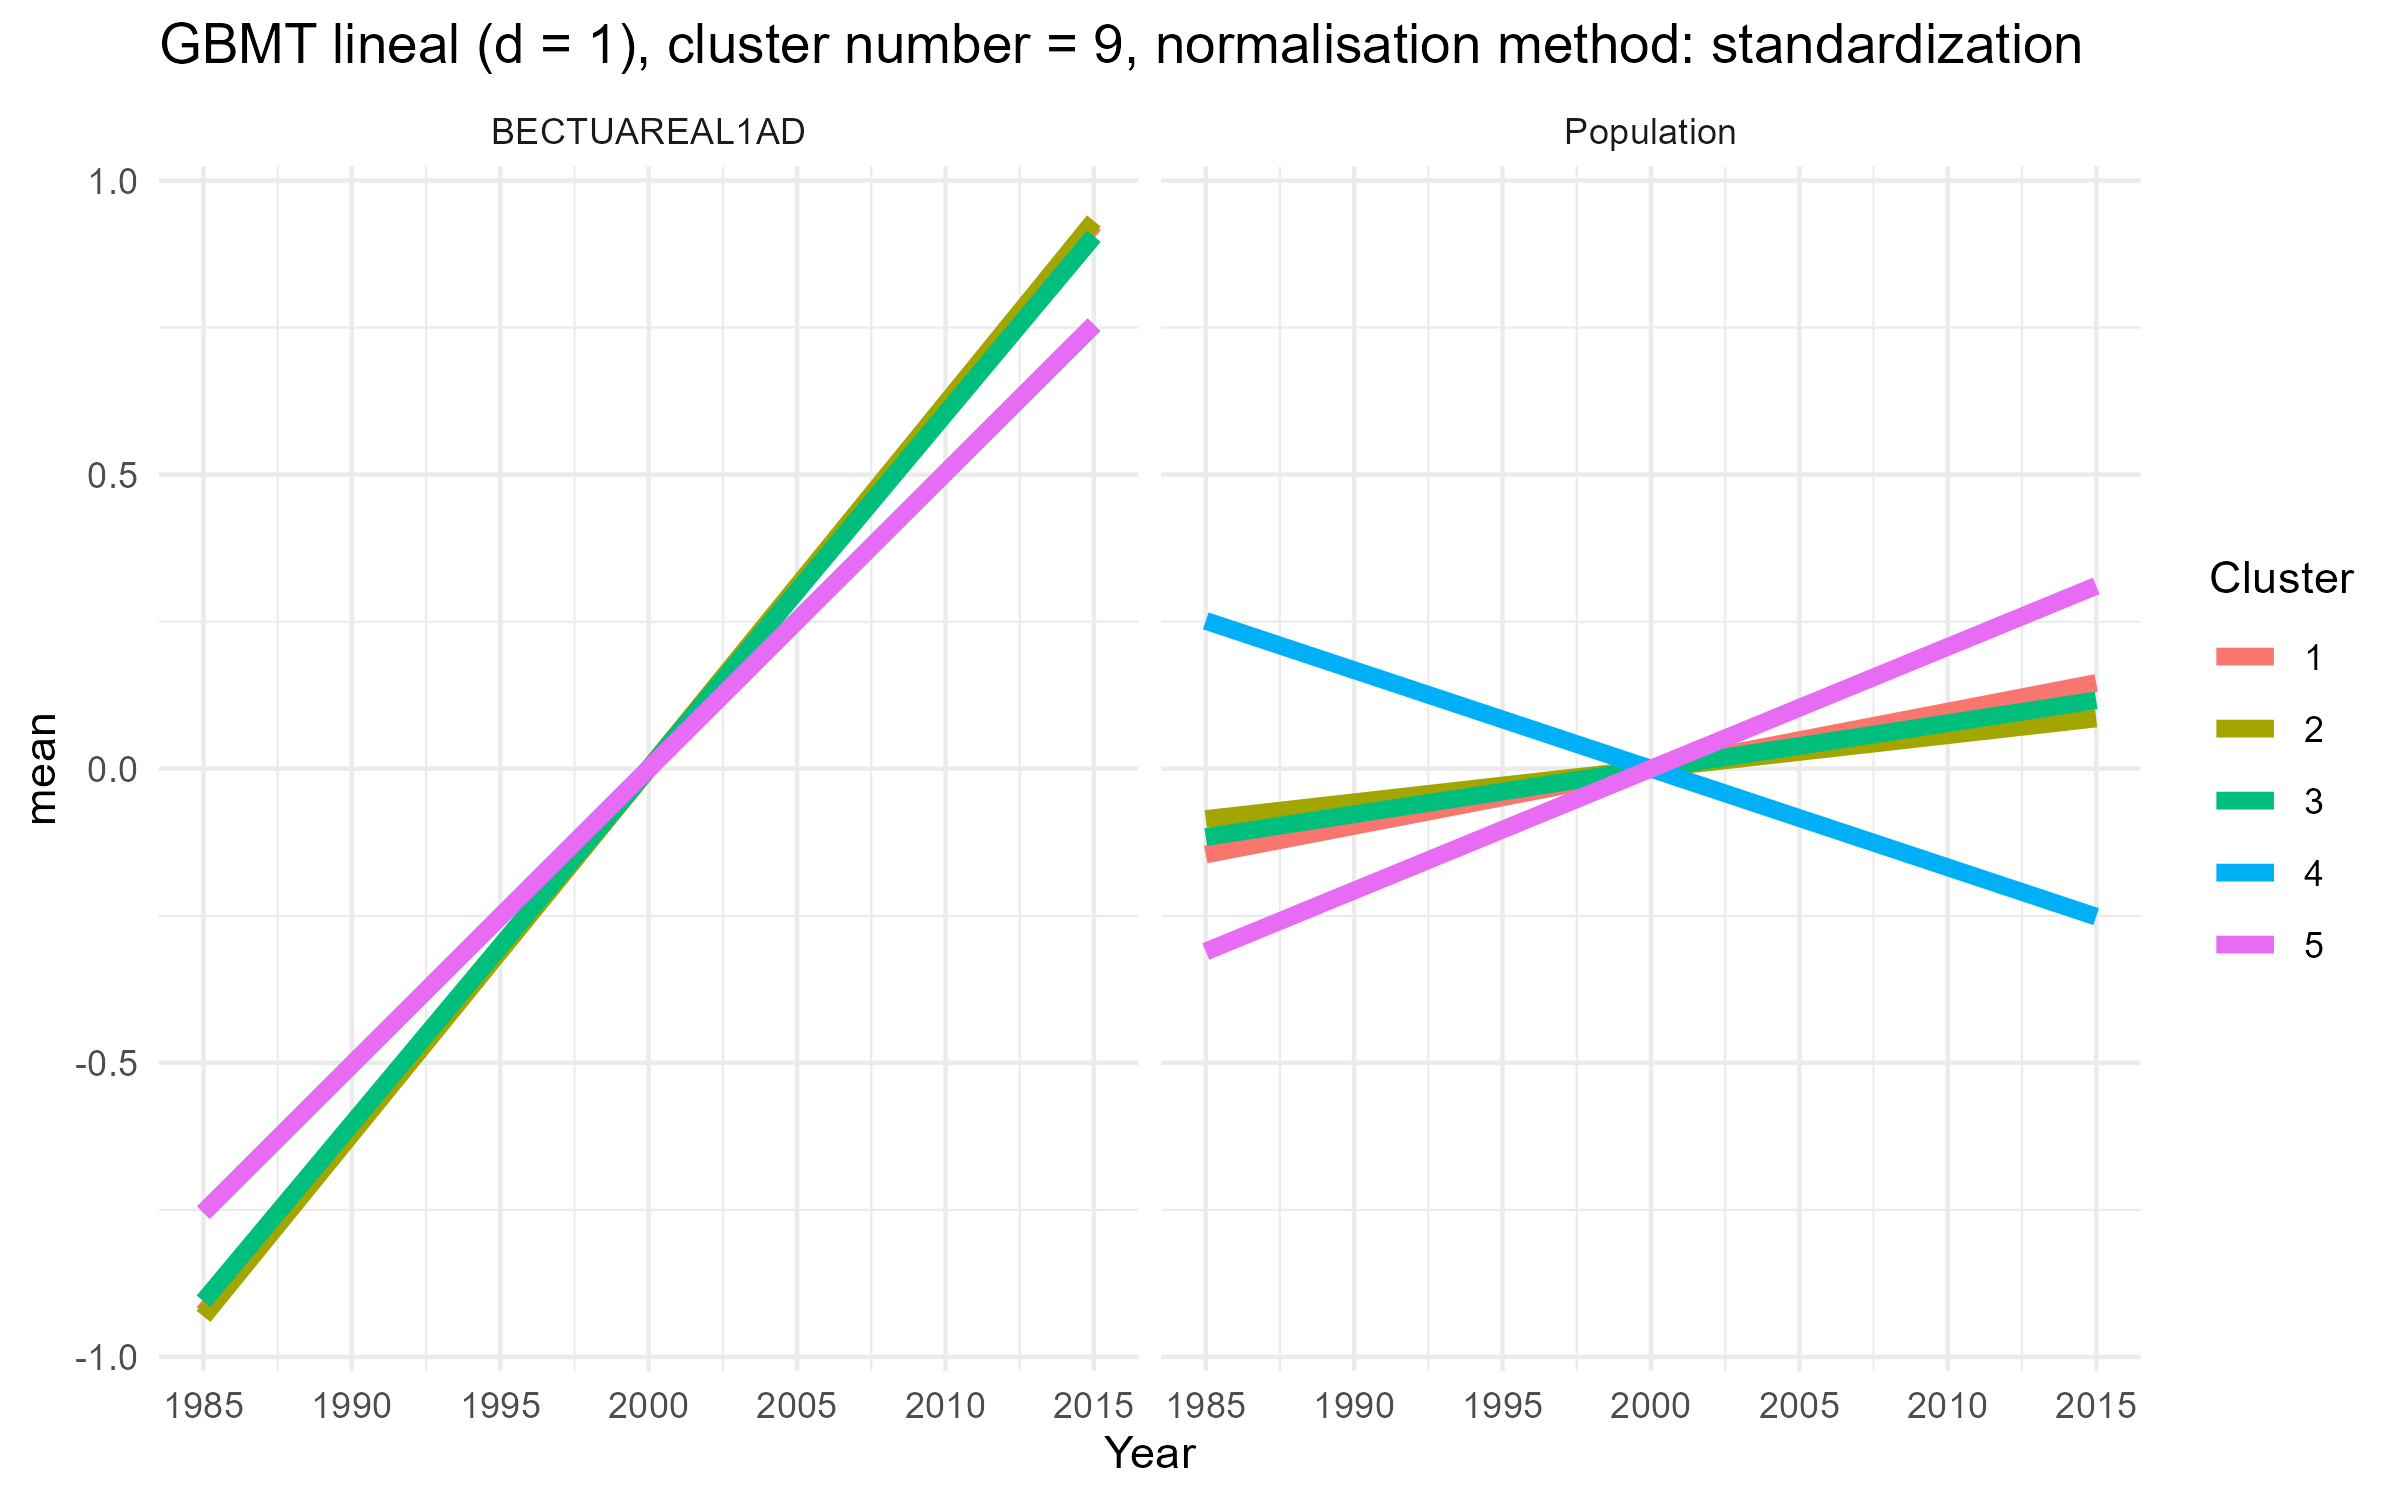 GBMT lineal (d = 1), cluster number = 9, normalisation method: standardization
BECTUAREAL1AD
Population
1.0
0.5
0.0
-0.5
-1.0
mean
1985 1990 1995 2000 2005 2010 2015
1985 1990 1995 2000 2005 2010 2015
Year
Cluster
1
2
3
4
5